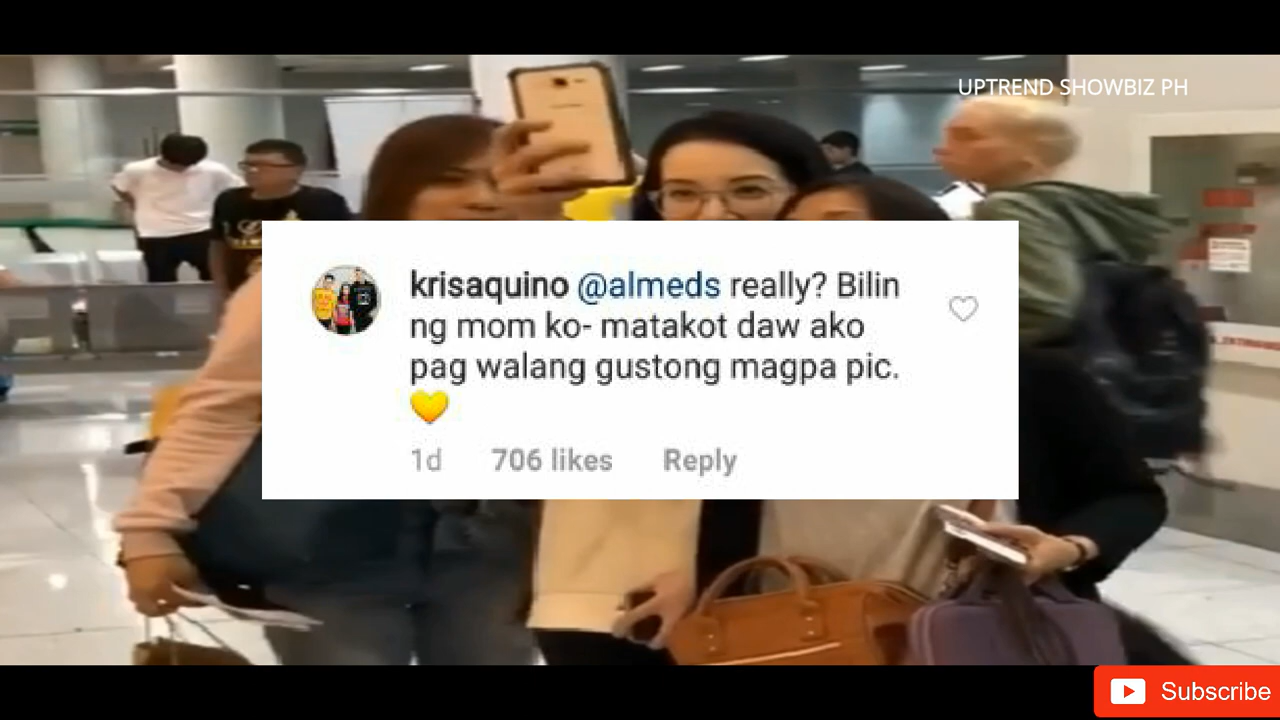 UPTREND SHOWBIZ PH
krisaquino @almeds really? Bilin
ng mom ko- matakot daw ako
pag walang gustong magpa pic.
💛
1d 706 likes Reply
Subscribe